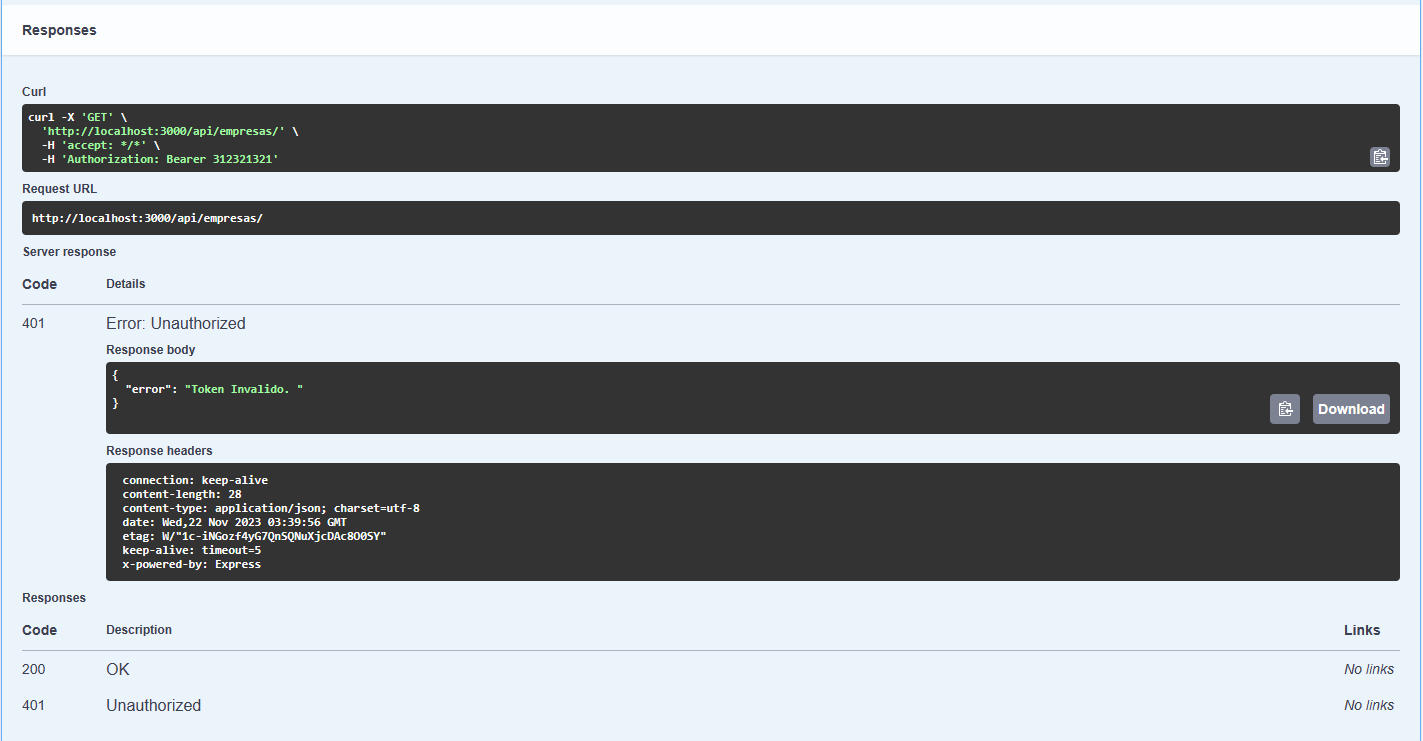 Responses
Curl
curl -X 'GET' \
'http://localhost:3000/api/empresas/' \
-H 'accept: */*' \
-H 'Authorization: Bearer 312321321'
Request URL
http://localhost:3000/api/empresas/
Server response
Code Details
401 Error: Unauthorized
Response body
{
"error": "Token Invalido. "
}
Download
Response headers
connection: keep-alive
content-length: 28
content-type: application/json; charset=utf-8
date: Wed,22 Nov 2023 03:39:56 GMT
etag: W/"1c-iNGozf4yG7QnSQNuXjcDAc8O0SY"
keep-alive: timeout=5
x-powered-by: Express
Responses
Code Description Links
200 OK No links
401 Unauthorized No links